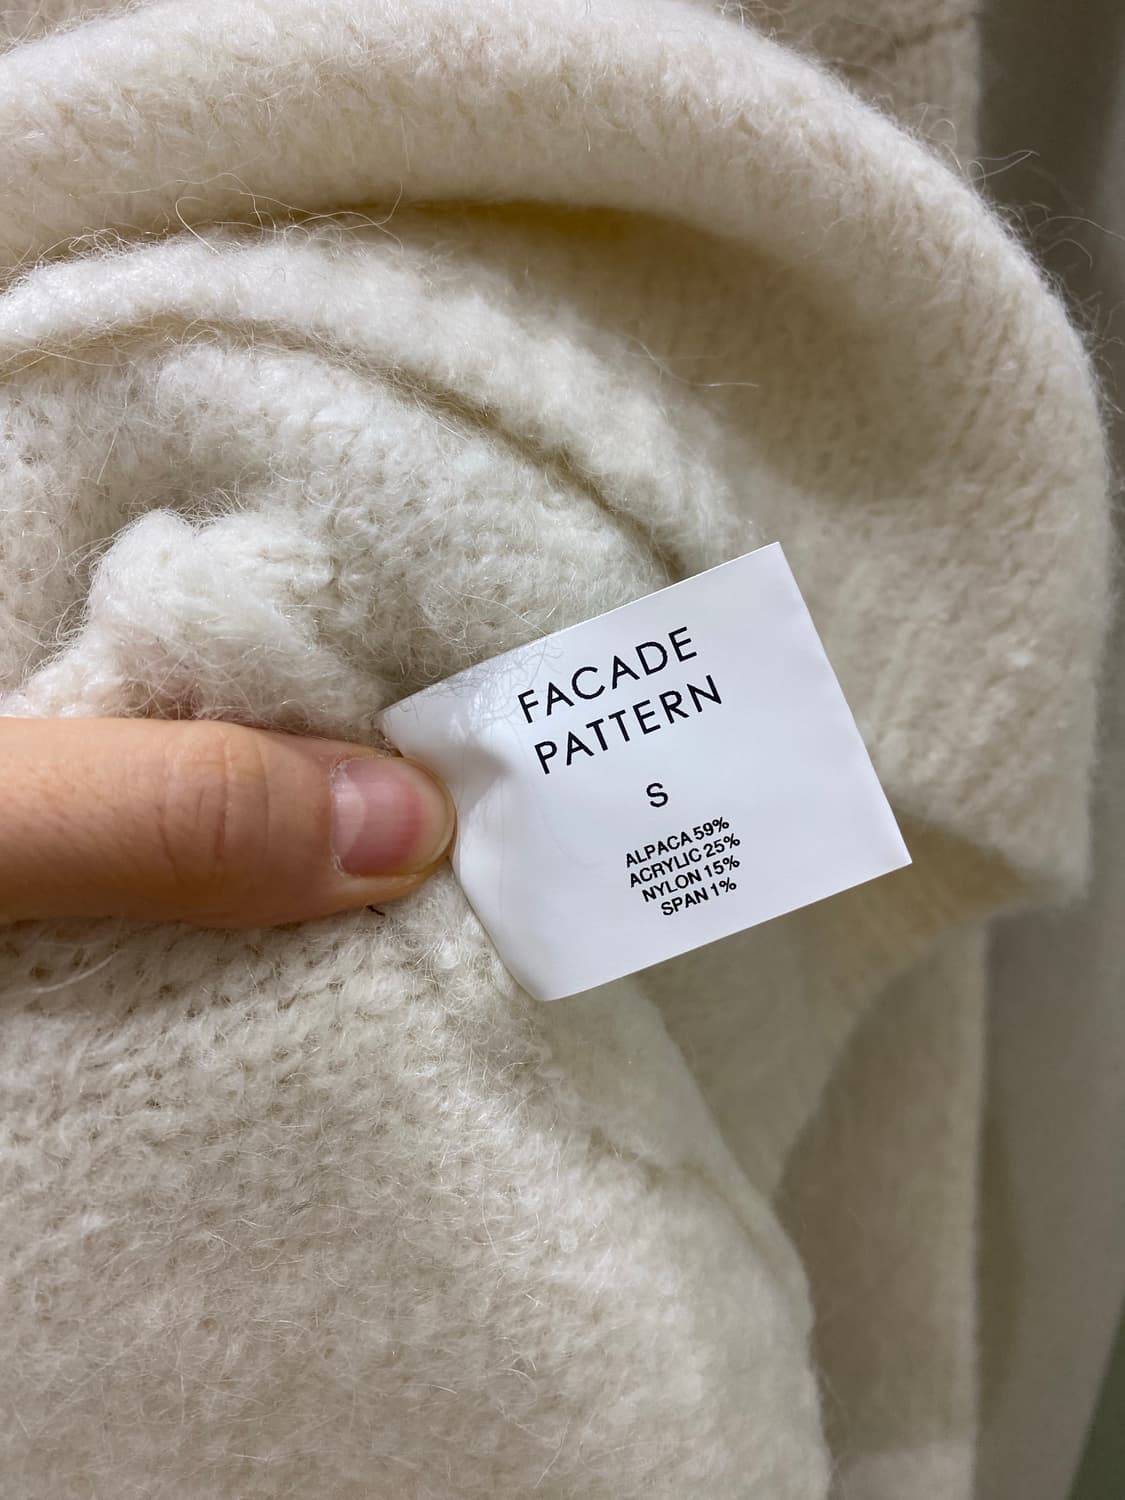 FACADE
PATTERN
S
ALPACA 59%
ACRYLIC 25%
NYLON 15%
SPAN 1%